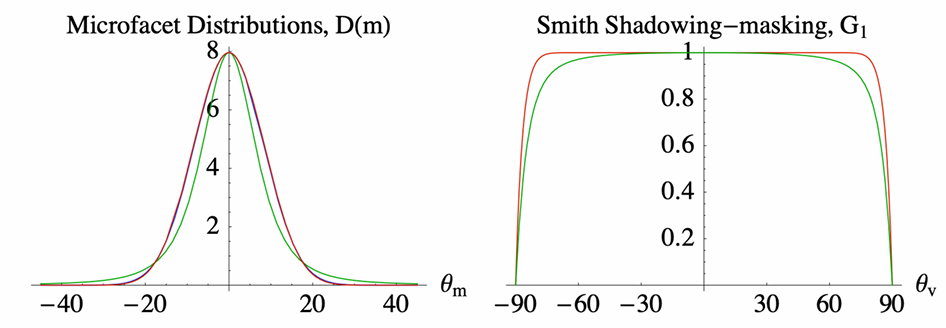 Microfacet Distributions, D(m)
8
6
4
2
−40 −20 20 40 θm
Smith Shadowing−masking, G1
1
0.8
0.6
0.4
0.2
−90 −60 −30 30 60 90 θv